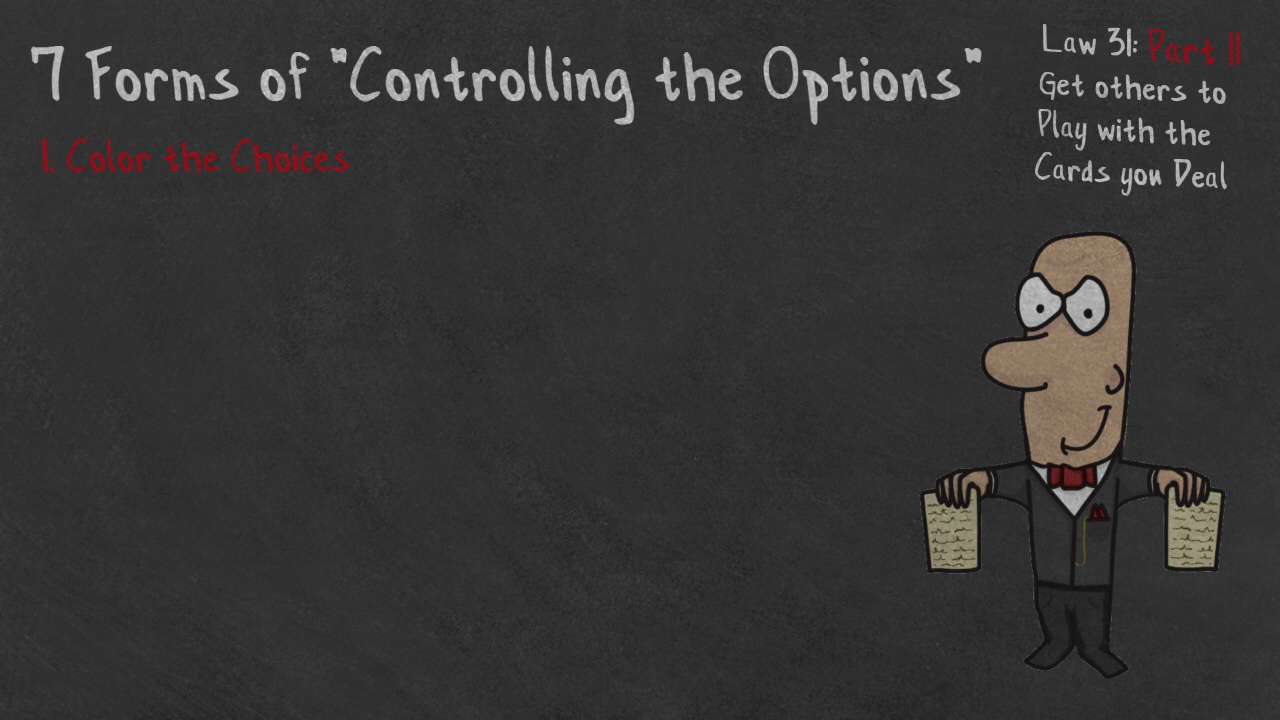 7 Forms of "Controlling the Options"
1. Color the Choices
Law 31: Part II
Get others to
Play with the
Cards you Deal